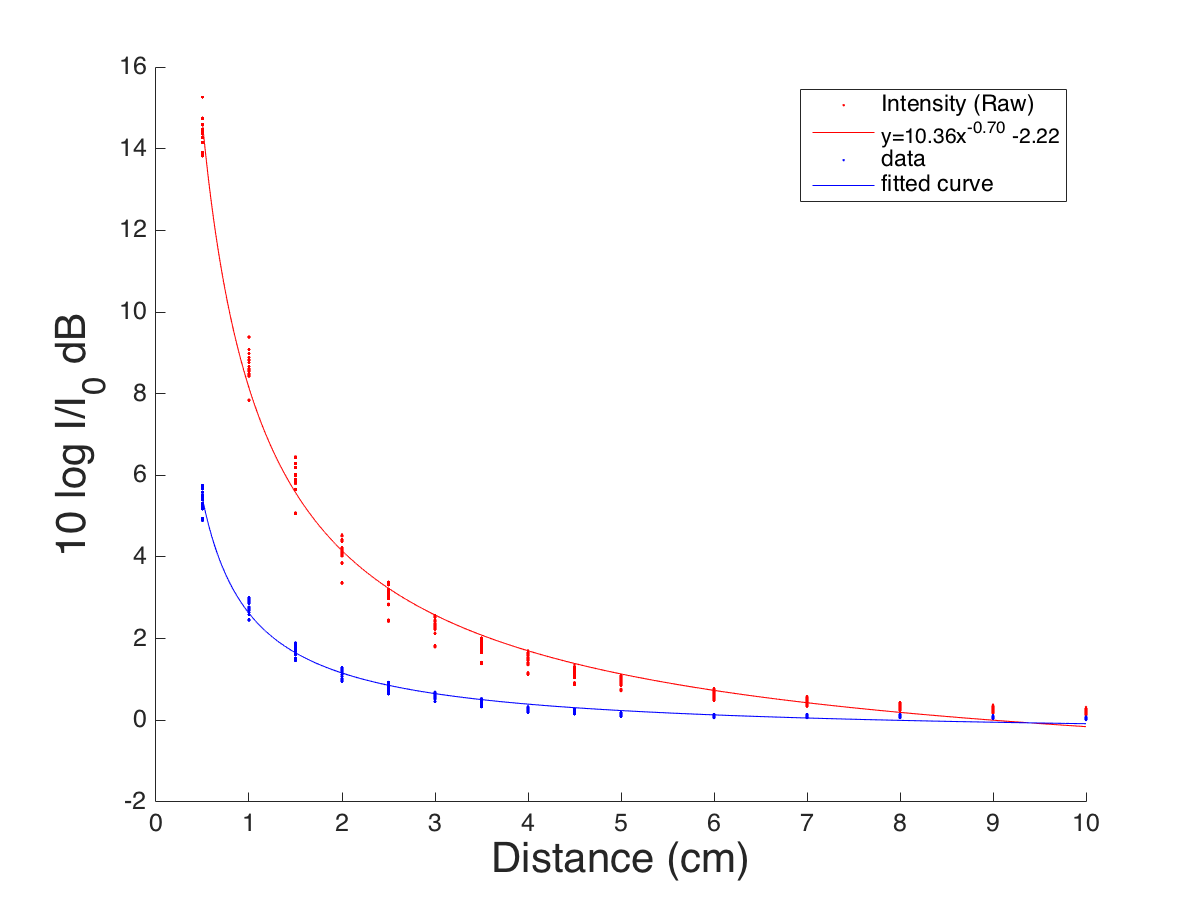 16
14
12
10
8
6
4
2
0
-2
0 1 2 3 4 5 6 7 8 9 10
Distance (cm)
10 log I/I₀ dB
Intensity (Raw)
y=10.36x⁻⁰·⁷⁰ -2.22
data
fitted curve